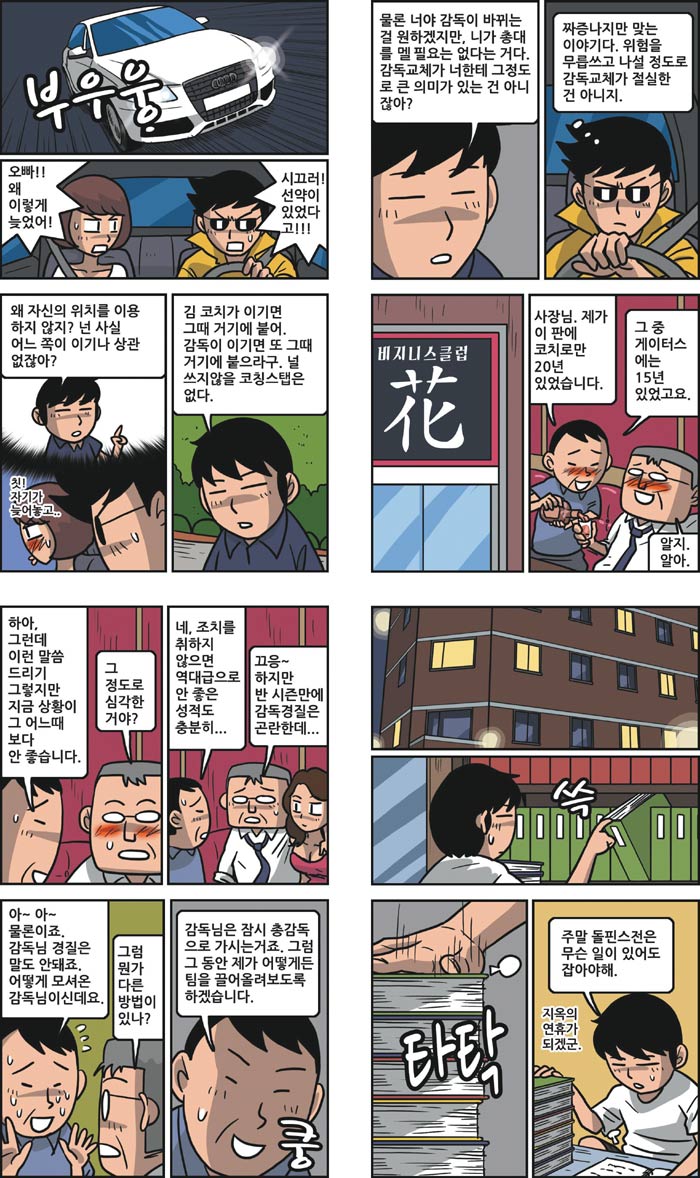 부우웅
오빠!!
왜
이렇게
늦었어!
시끄러!
선약이
있었다
고!!!
왜 자신의 위치를 이용
하지 않지? 넌 사실
어느 쪽이 이기나 상관
없잖아?
칫!
자기가
늦어놓고..
김 코치가 이기면
그때 거기에 붙어.
감독이 이기면 또 그때
거기에 붙으라구. 널
쓰지않을 코칭스탭은
없다.
물론 너야 감독이 바뀌는
걸 원하겠지만, 니가 총대
를 멜 필요는 없다는 거다.
감독교체가 너한테 그정도
로 큰 의미가 있는 건 아니
잖아?
짜증나지만 맞는
이야기다. 위험을
무릅쓰고 나설 정도로
감독교체가 절실한
건 아니지.
비지니스클럽
花
사장님. 제가
이 판에
코치로만
20년
있었습니다.
그 중
게이터스
에는
15년
있었고요.
알지.
알아.
하아,
그런데
이런 말씀
드리기
그렇지만
지금 상황이
그 어느때
보다
안 좋습니다.
그
정도로
심각한
거야?
네, 조치를
취하지
않으면
역대급으로
안 좋은
성적도
충분히...
끄응~
하지만
반 시즌만에
감독경질은
곤란한데...
아~ 아~
물론이죠.
감독님 경질은
말도 안돼죠.
어떻게 모셔온
감독님이신데요.
그럼
뭔가
다른
방법이
있나?
감독님은 잠시 총감독
으로 가시는거죠. 그럼
그 동안 제가 어떻게든
팀을 끌어올려보도록
하겠습니다.
쿵
쓱
타탁
주말 돌핀스전은
무슨 일이 있어도
잡아야해.
지옥의
연휴가
되겠군.